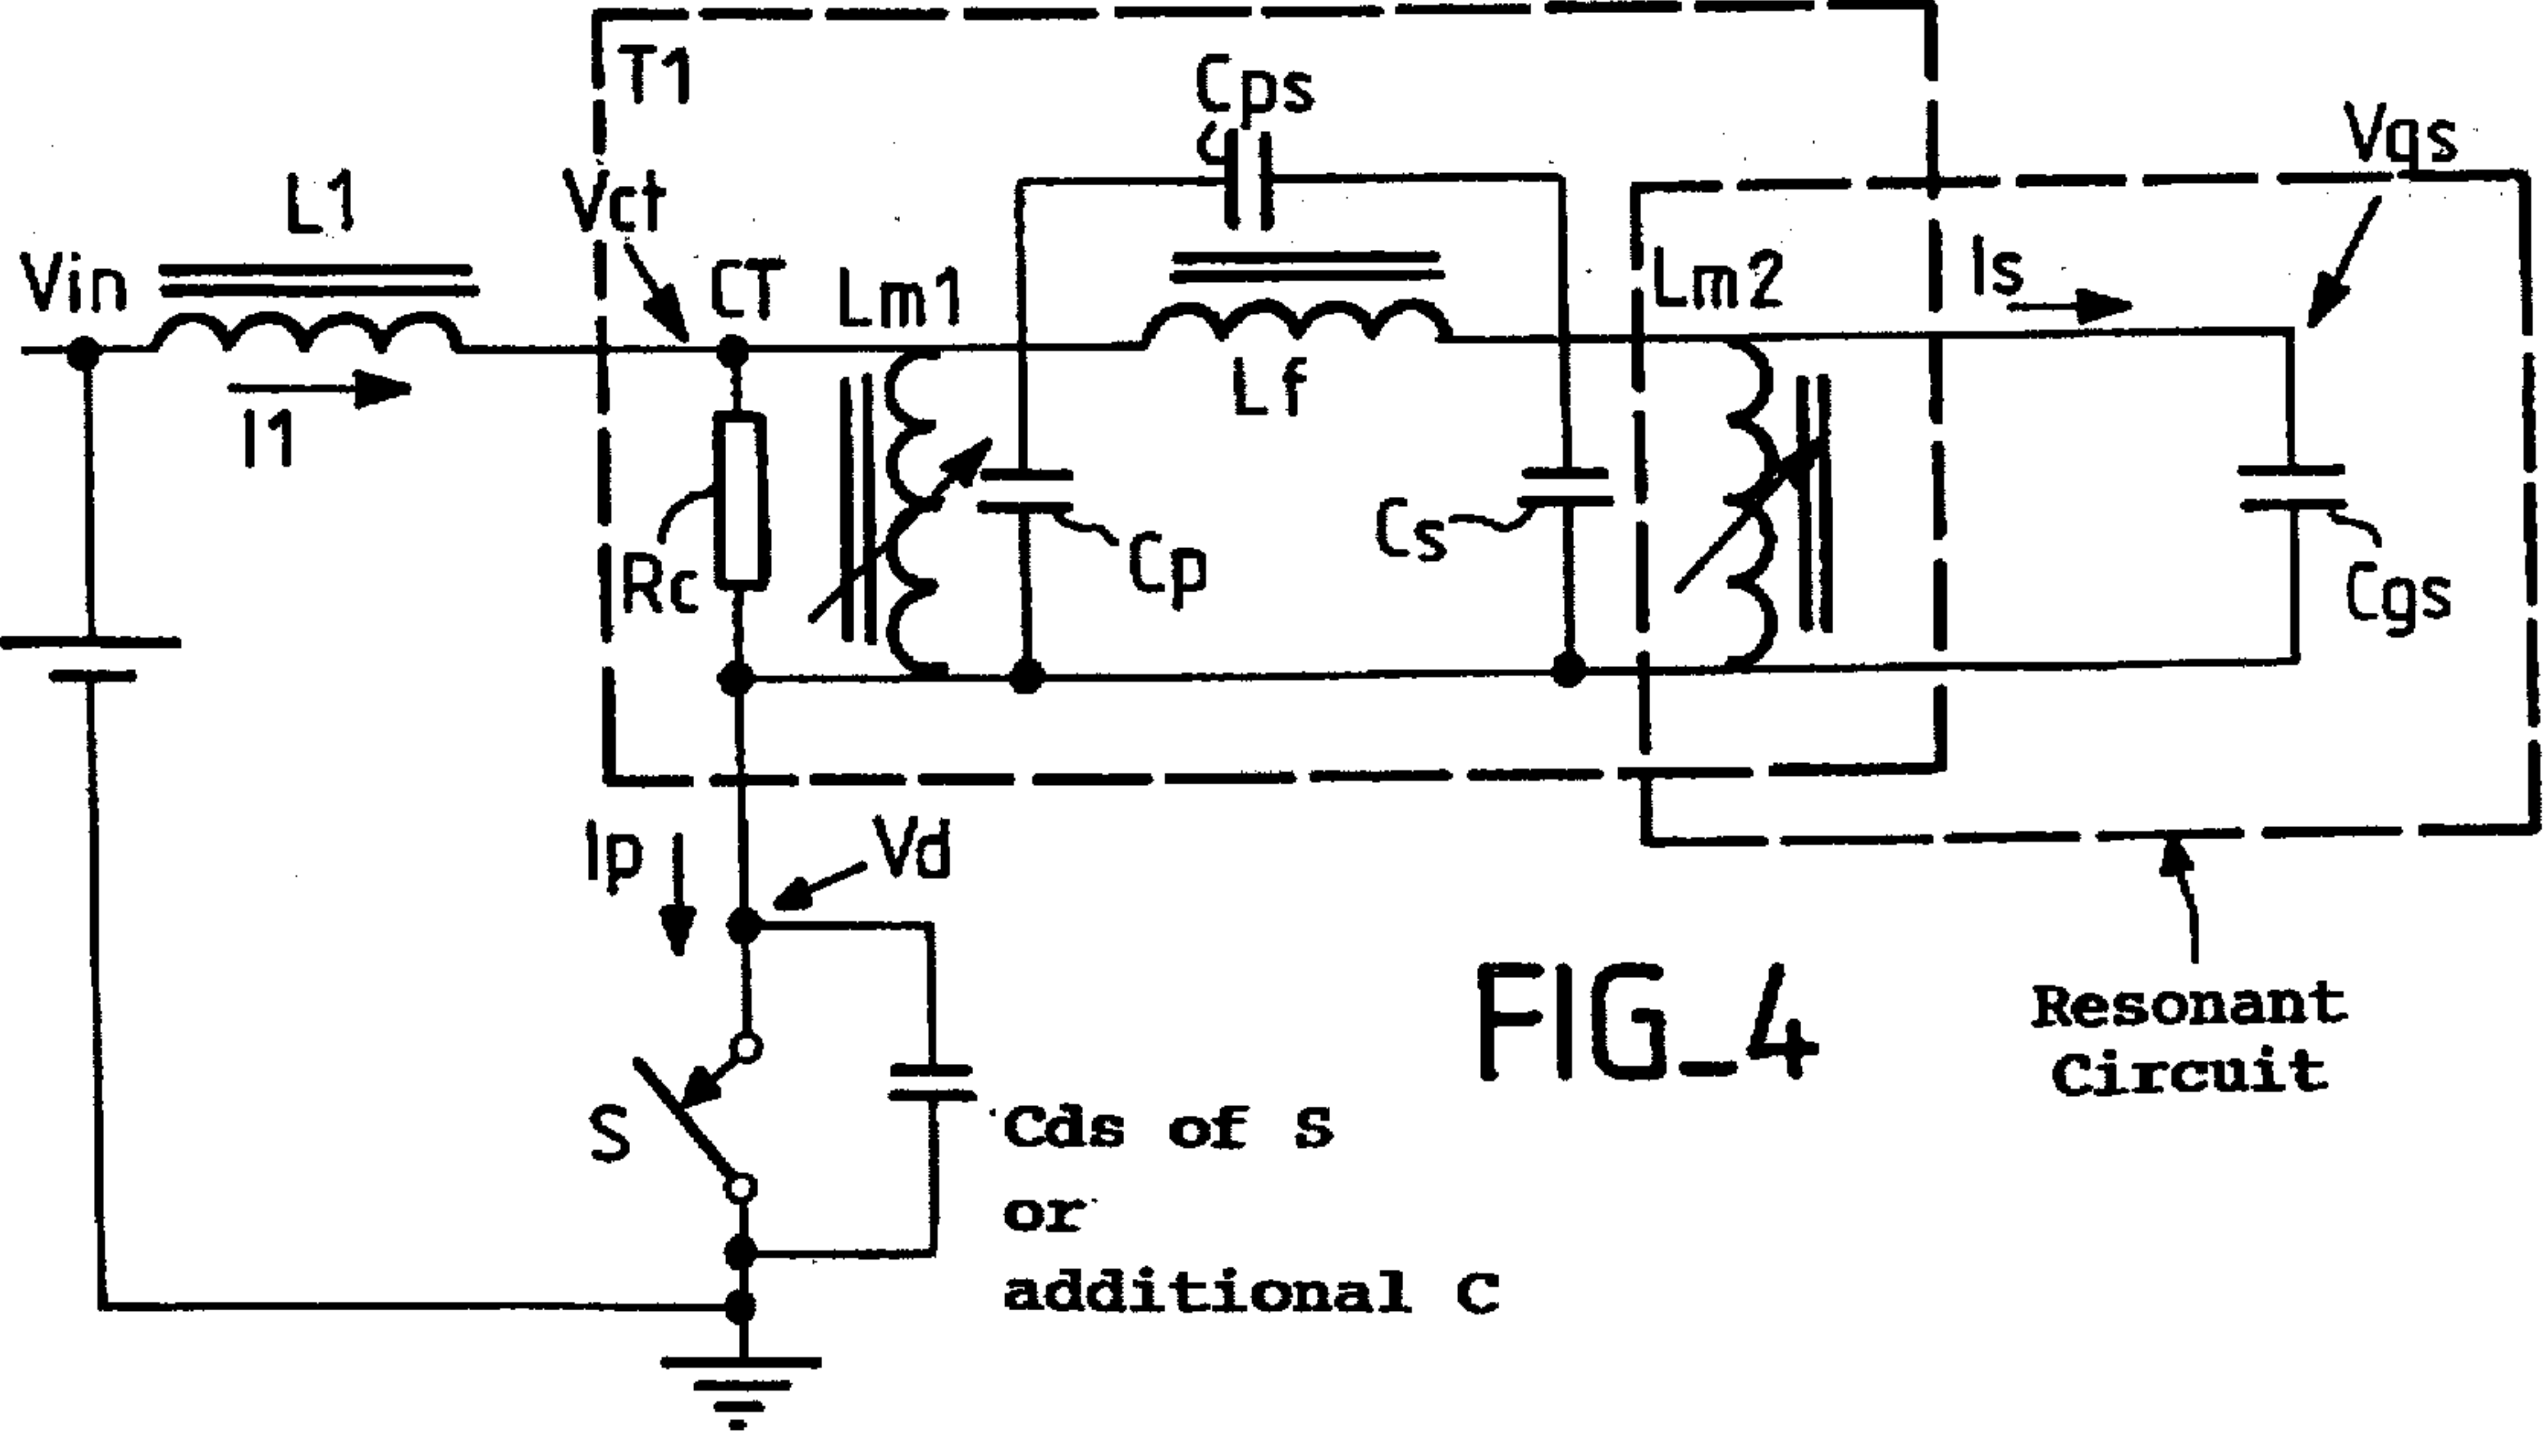 T1
Cps
Vgs
L1
Vct
Vin
CT
Lm1
Lm2
Is
I1
Lf
Rc
Cp
Cs
Cgs
Ip
Vd
FIG_4
Resonant
Circuit
S
Cds of S
or
additional C